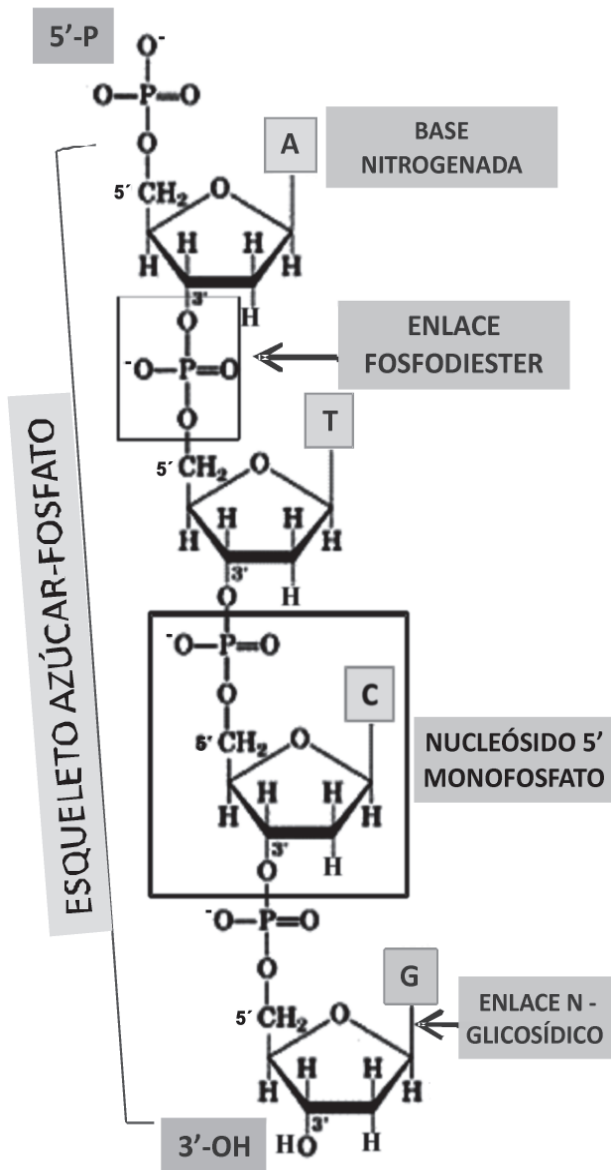 5'-P
O-
O—P=O
O
A
BASE
NITROGENADA
5´ CH2
O
H H H H
3'
H
O
-O—P=O
O
ENLACE
FOSFODIESTER
T
5´ CH2
O
H H H H
3'
H
O
-O—P=O
O
ESQUELETO AZÚCAR-FOSFATO
C
5' CH2
O
NUCLEÓSIDO 5’
MONOFOSFATO
H H H H
3'
H
O
-O—P=O
O
G
5´ CH2
O
ENLACE N -
GLICOSÍDICO
H H H H
3'
3'-OH
HO
H